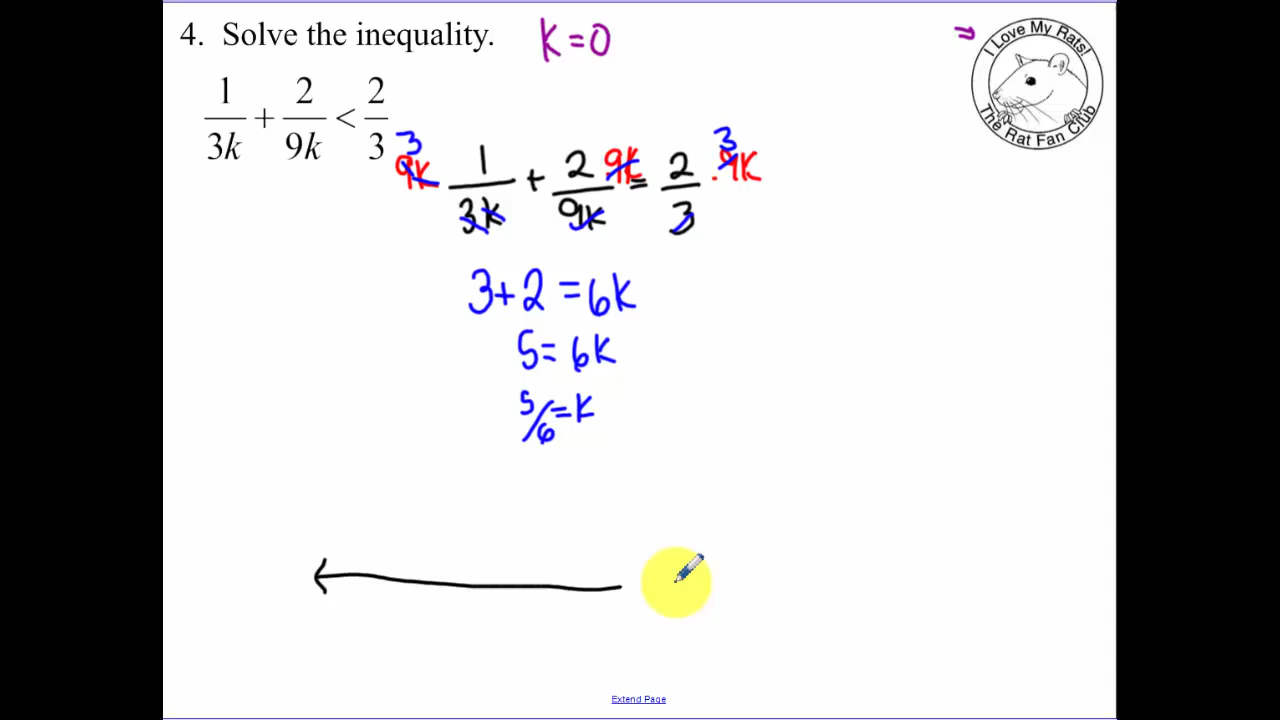 4. Solve the inequality. K = 0
1/3k + 2/9k < 2/3
3 9K 1/3k + 2/9k 9K = 2/3 · 3 9K
3 + 2 = 6K
5 = 6K
5/6 = K
I Love My Rats!
The Rat Fan Club
Extend Page